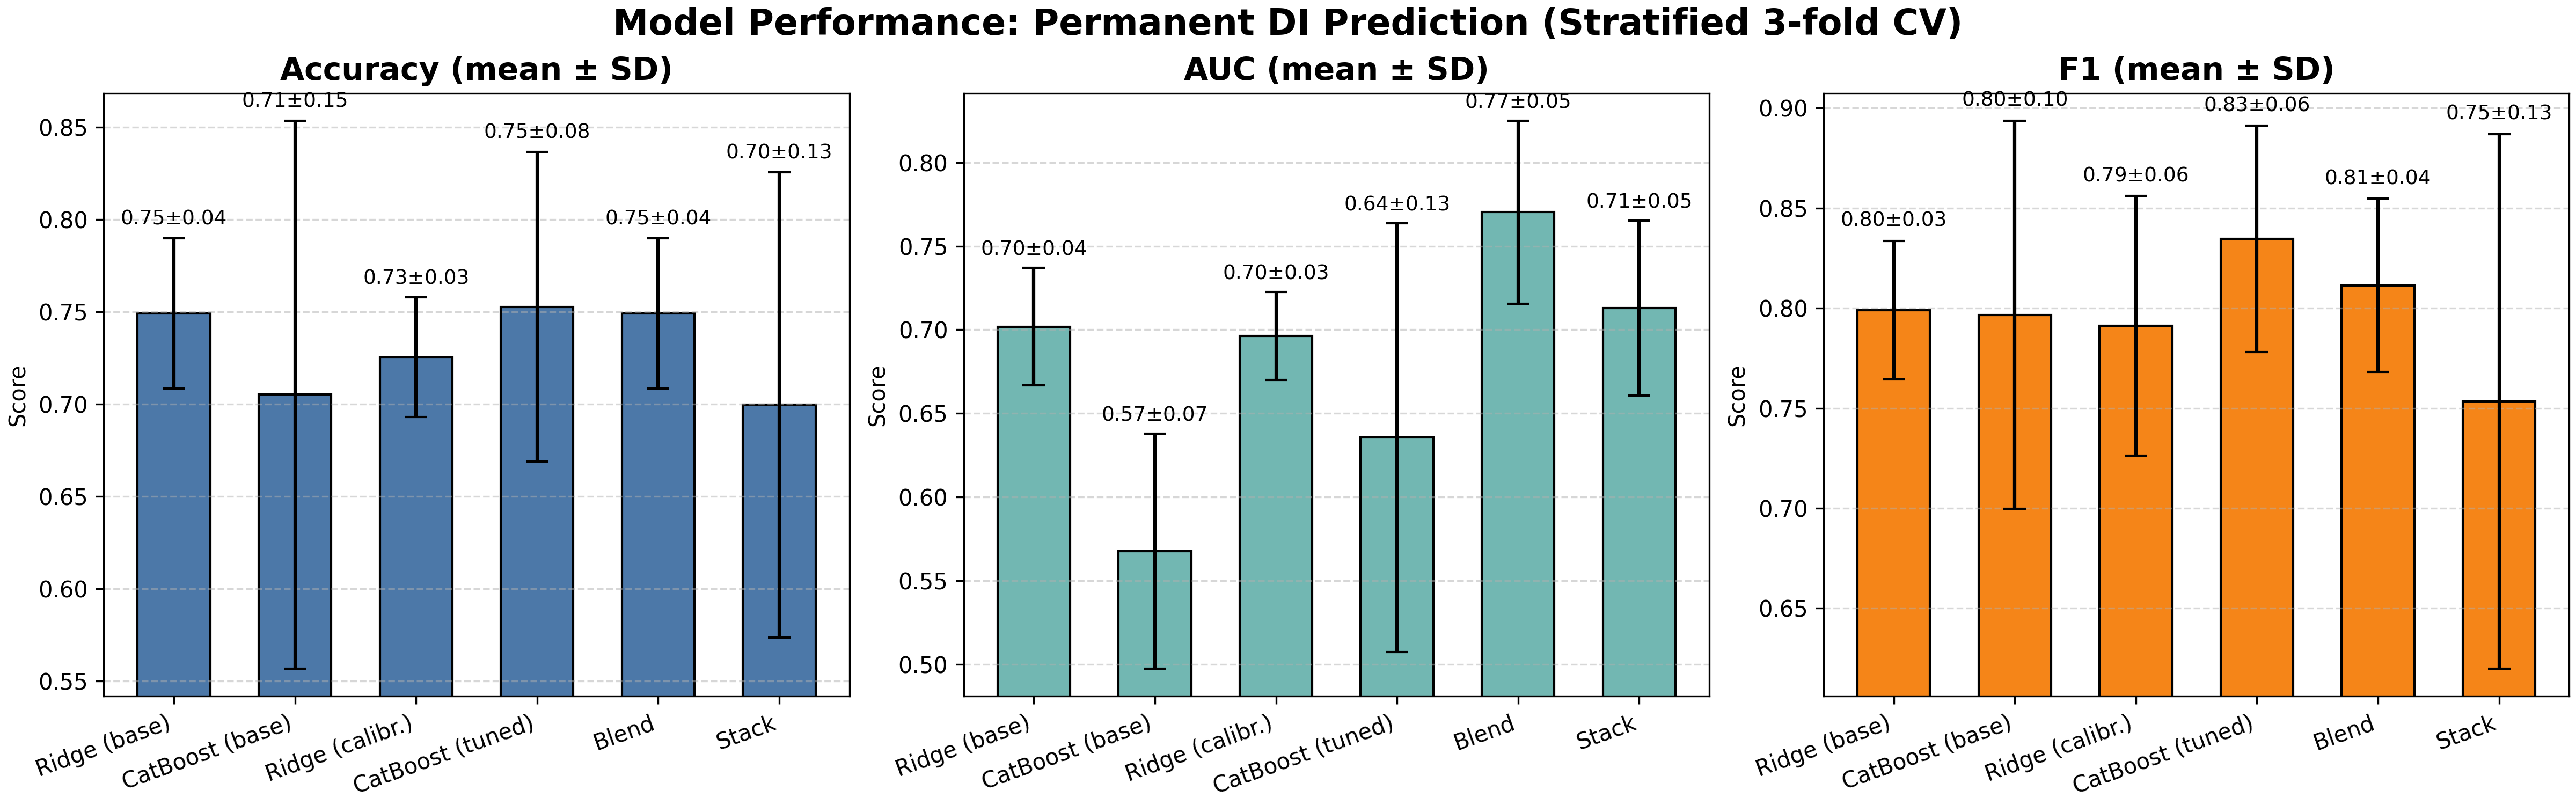 Model Performance: Permanent DI Prediction (Stratified 3-fold CV)
Accuracy (mean ± SD)
Score
0.85
0.80
0.75
0.70
0.65
0.60
0.55
0.75±0.04
0.71±0.15
0.73±0.03
0.75±0.08
0.75±0.04
0.70±0.13
Ridge (base)
CatBoost (base)
Ridge (calibr.)
CatBoost (tuned)
Blend
Stack
AUC (mean ± SD)
Score
0.80
0.75
0.70
0.65
0.60
0.55
0.50
0.70±0.04
0.57±0.07
0.70±0.03
0.64±0.13
0.77±0.05
0.71±0.05
Ridge (base)
CatBoost (base)
Ridge (calibr.)
CatBoost (tuned)
Blend
Stack
F1 (mean ± SD)
Score
0.90
0.85
0.80
0.75
0.70
0.65
0.80±0.03
0.80±0.10
0.79±0.06
0.83±0.06
0.81±0.04
0.75±0.13
Ridge (base)
CatBoost (base)
Ridge (calibr.)
CatBoost (tuned)
Blend
Stack